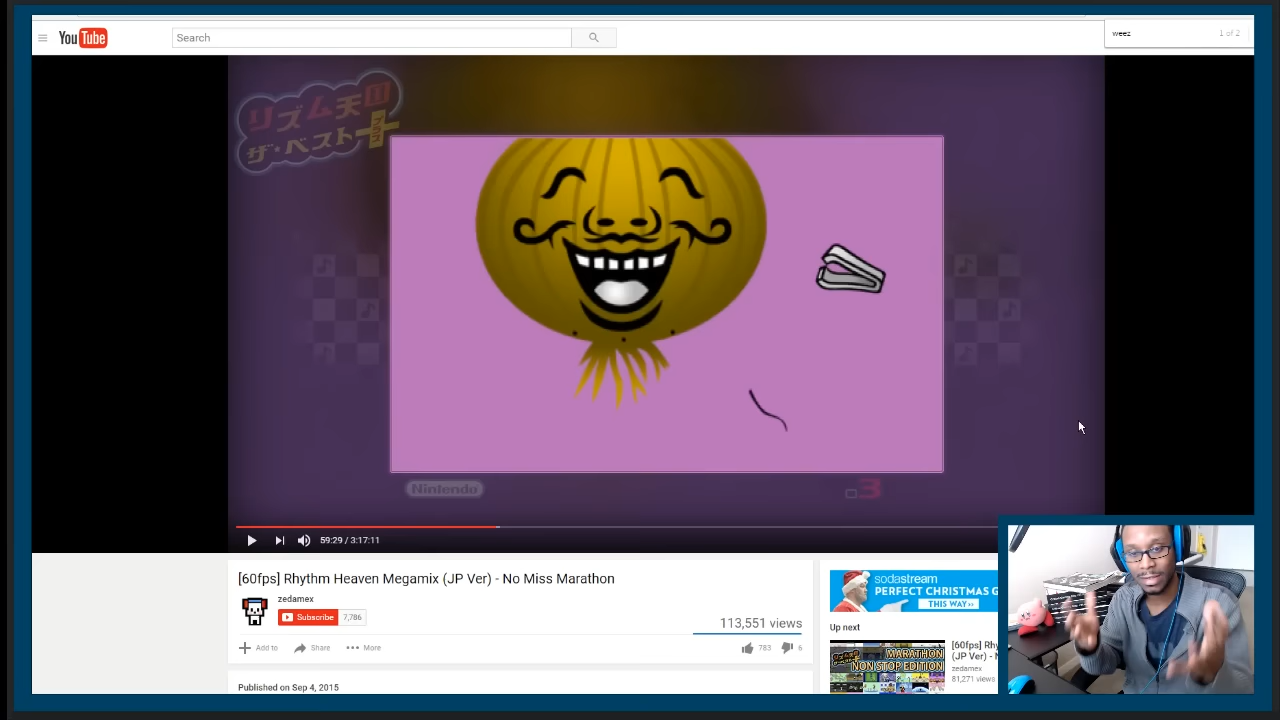 YouTube
Search
weez
1 of 2
リズム天国
ザ・ベスト+
Nintendo
3
59:29 / 3:17:11
[60fps] Rhythm Heaven Megamix (JP Ver) - No Miss Marathon
zedamex
Subscribe 7,786
113,551 views
Add to Share More
783 6
Published on Sep 4, 2015
sodastream
PERFECT CHRISTMAS G
THIS WAY>>
Up next
MARATHON
NON STOP EDITION
[60fps] Rhy
(JP Ver) - N
zedamex
81,271 views